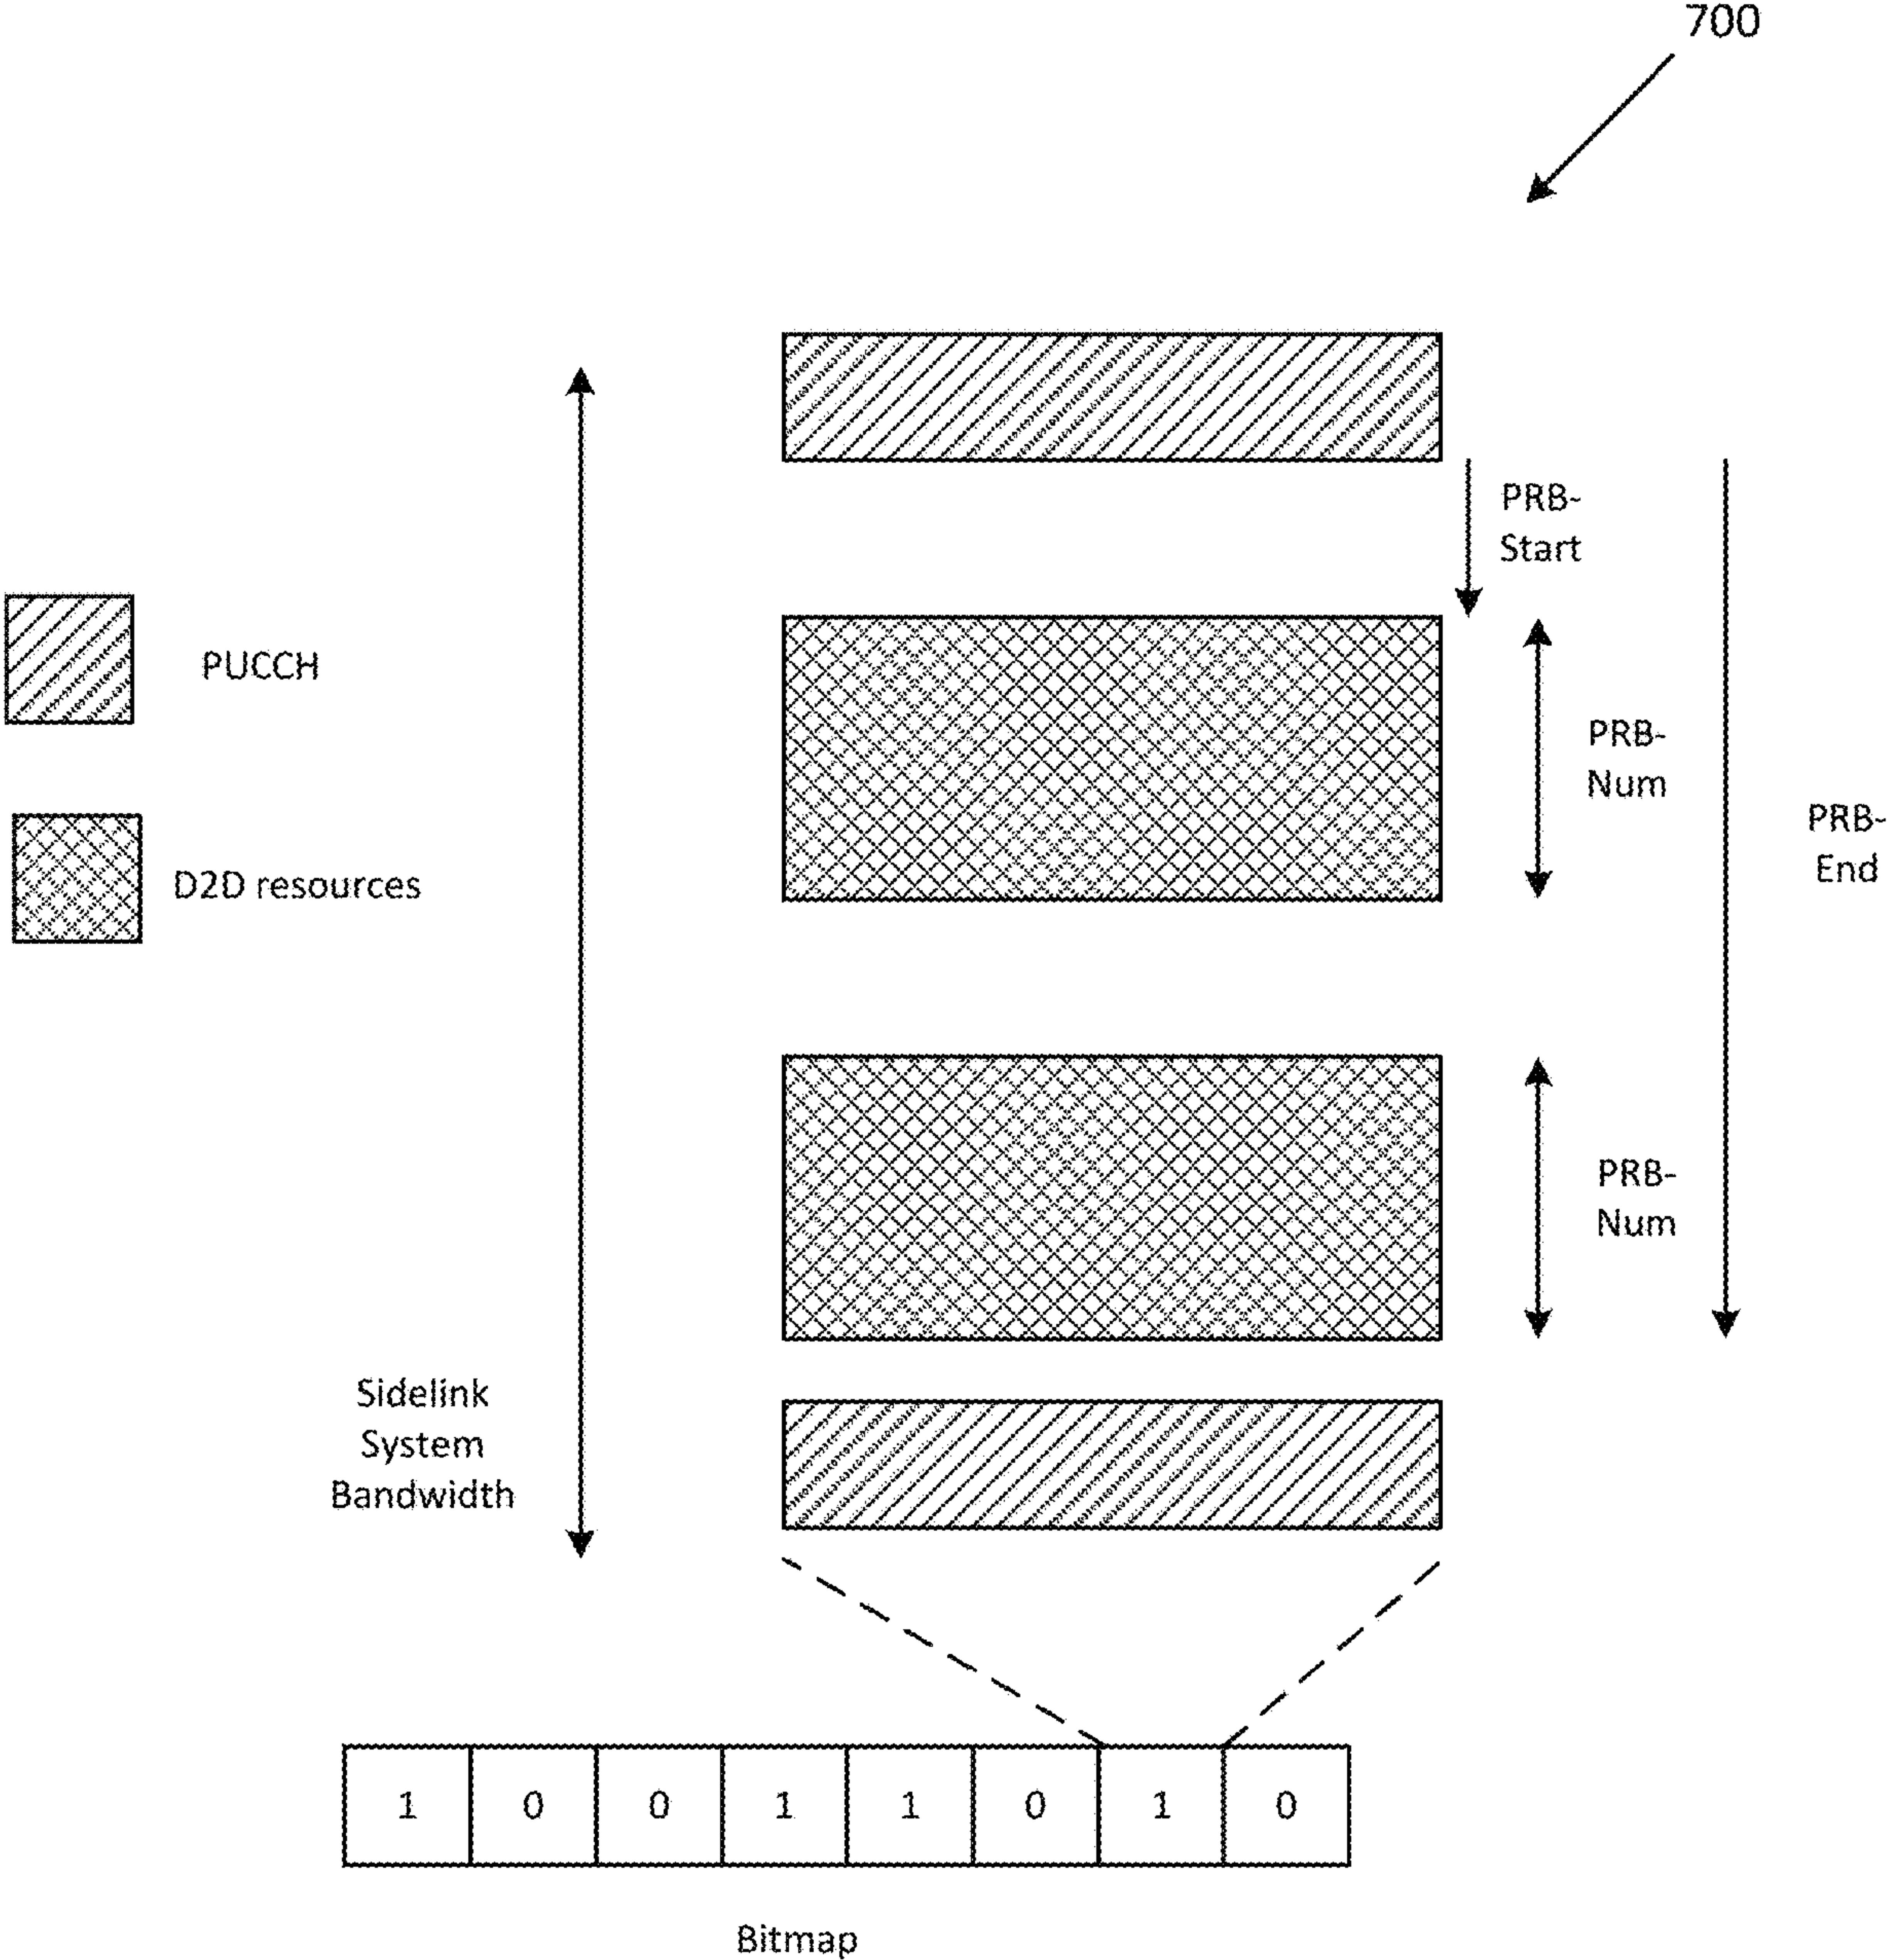 700
PRB-
Start
PUCCH
PRB-
Num
PRB-
End
D2D resources
PRB-
Num
Sidelink
System
Bandwidth
1 0 0 1 1 0 1 0
Bitmap